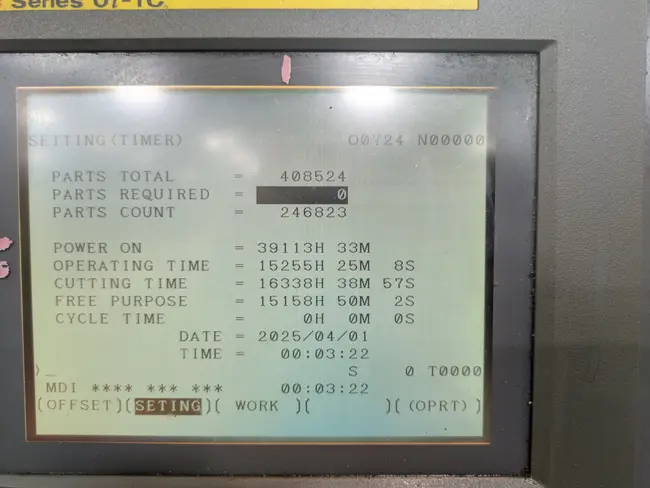 Series 0i-TC
SETTING(TIMER) O0724 N00000
PARTS TOTAL = 408524
PARTS REQUIRED = 0
PARTS COUNT = 246823
POWER ON = 39113H 33M
OPERATING TIME = 15255H 25M 8S
CUTTING TIME = 16338H 38M 57S
FREE PURPOSE = 15158H 50M 2S
CYCLE TIME = 0H 0M 0S
DATE = 2025/04/01
TIME = 00:03:22
)_ S 0 T0000
MDI **** *** *** 00:03:22
(OFFSET)(SETING)( WORK )( )( (OPRT) )